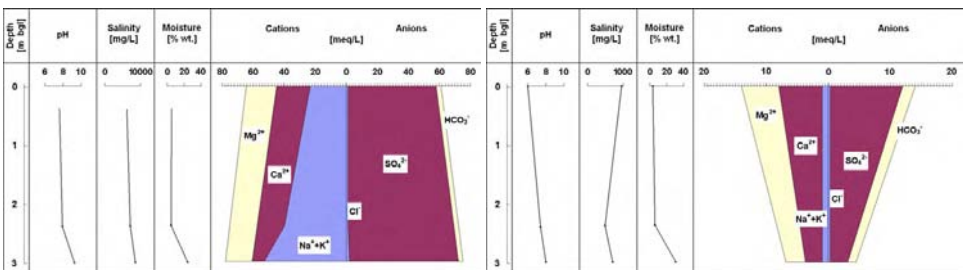 Depth [m bgl] pH Salinity [mg/L] Moisture [% wt.] Cations [meq/L] Anions
6 8 10 0 10000 0 20 40 80 60 40 20 0 20 40 60 80
0
1
2
3
Mg²⁺
Ca²⁺
Na⁺+K⁺
Cl⁻
SO₄²⁻
HCO₃⁻
Depth [m bgl] pH Salinity [mg/L] Moisture [% wt.] Cations [meq/L] Anions
6 8 10 0 1000 0 20 40 20 10 0 10 20
0
1
2
3
Mg²⁺
Ca²⁺
Na⁺+K⁺
Cl⁻
SO₄²⁻
HCO₃⁻